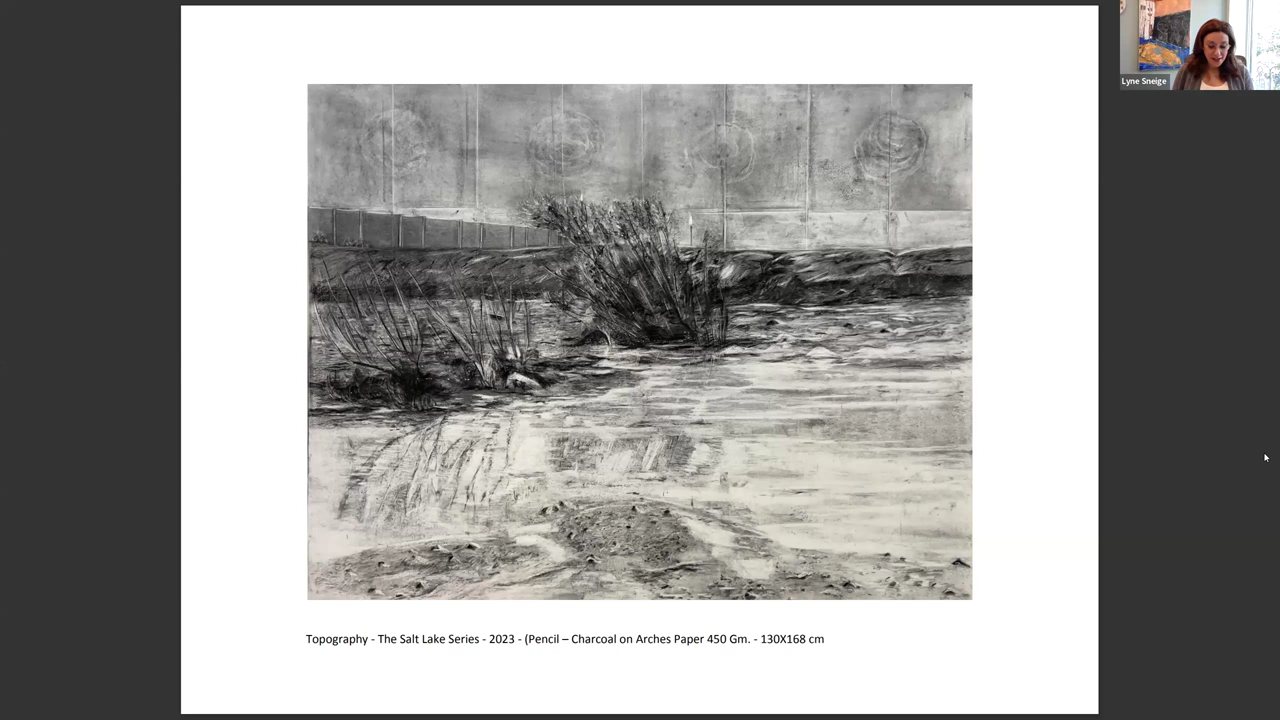 Lyne Sneige
Topography - The Salt Lake Series - 2023 - (Pencil – Charcoal on Arches Paper 450 Gm. - 130X168 cm